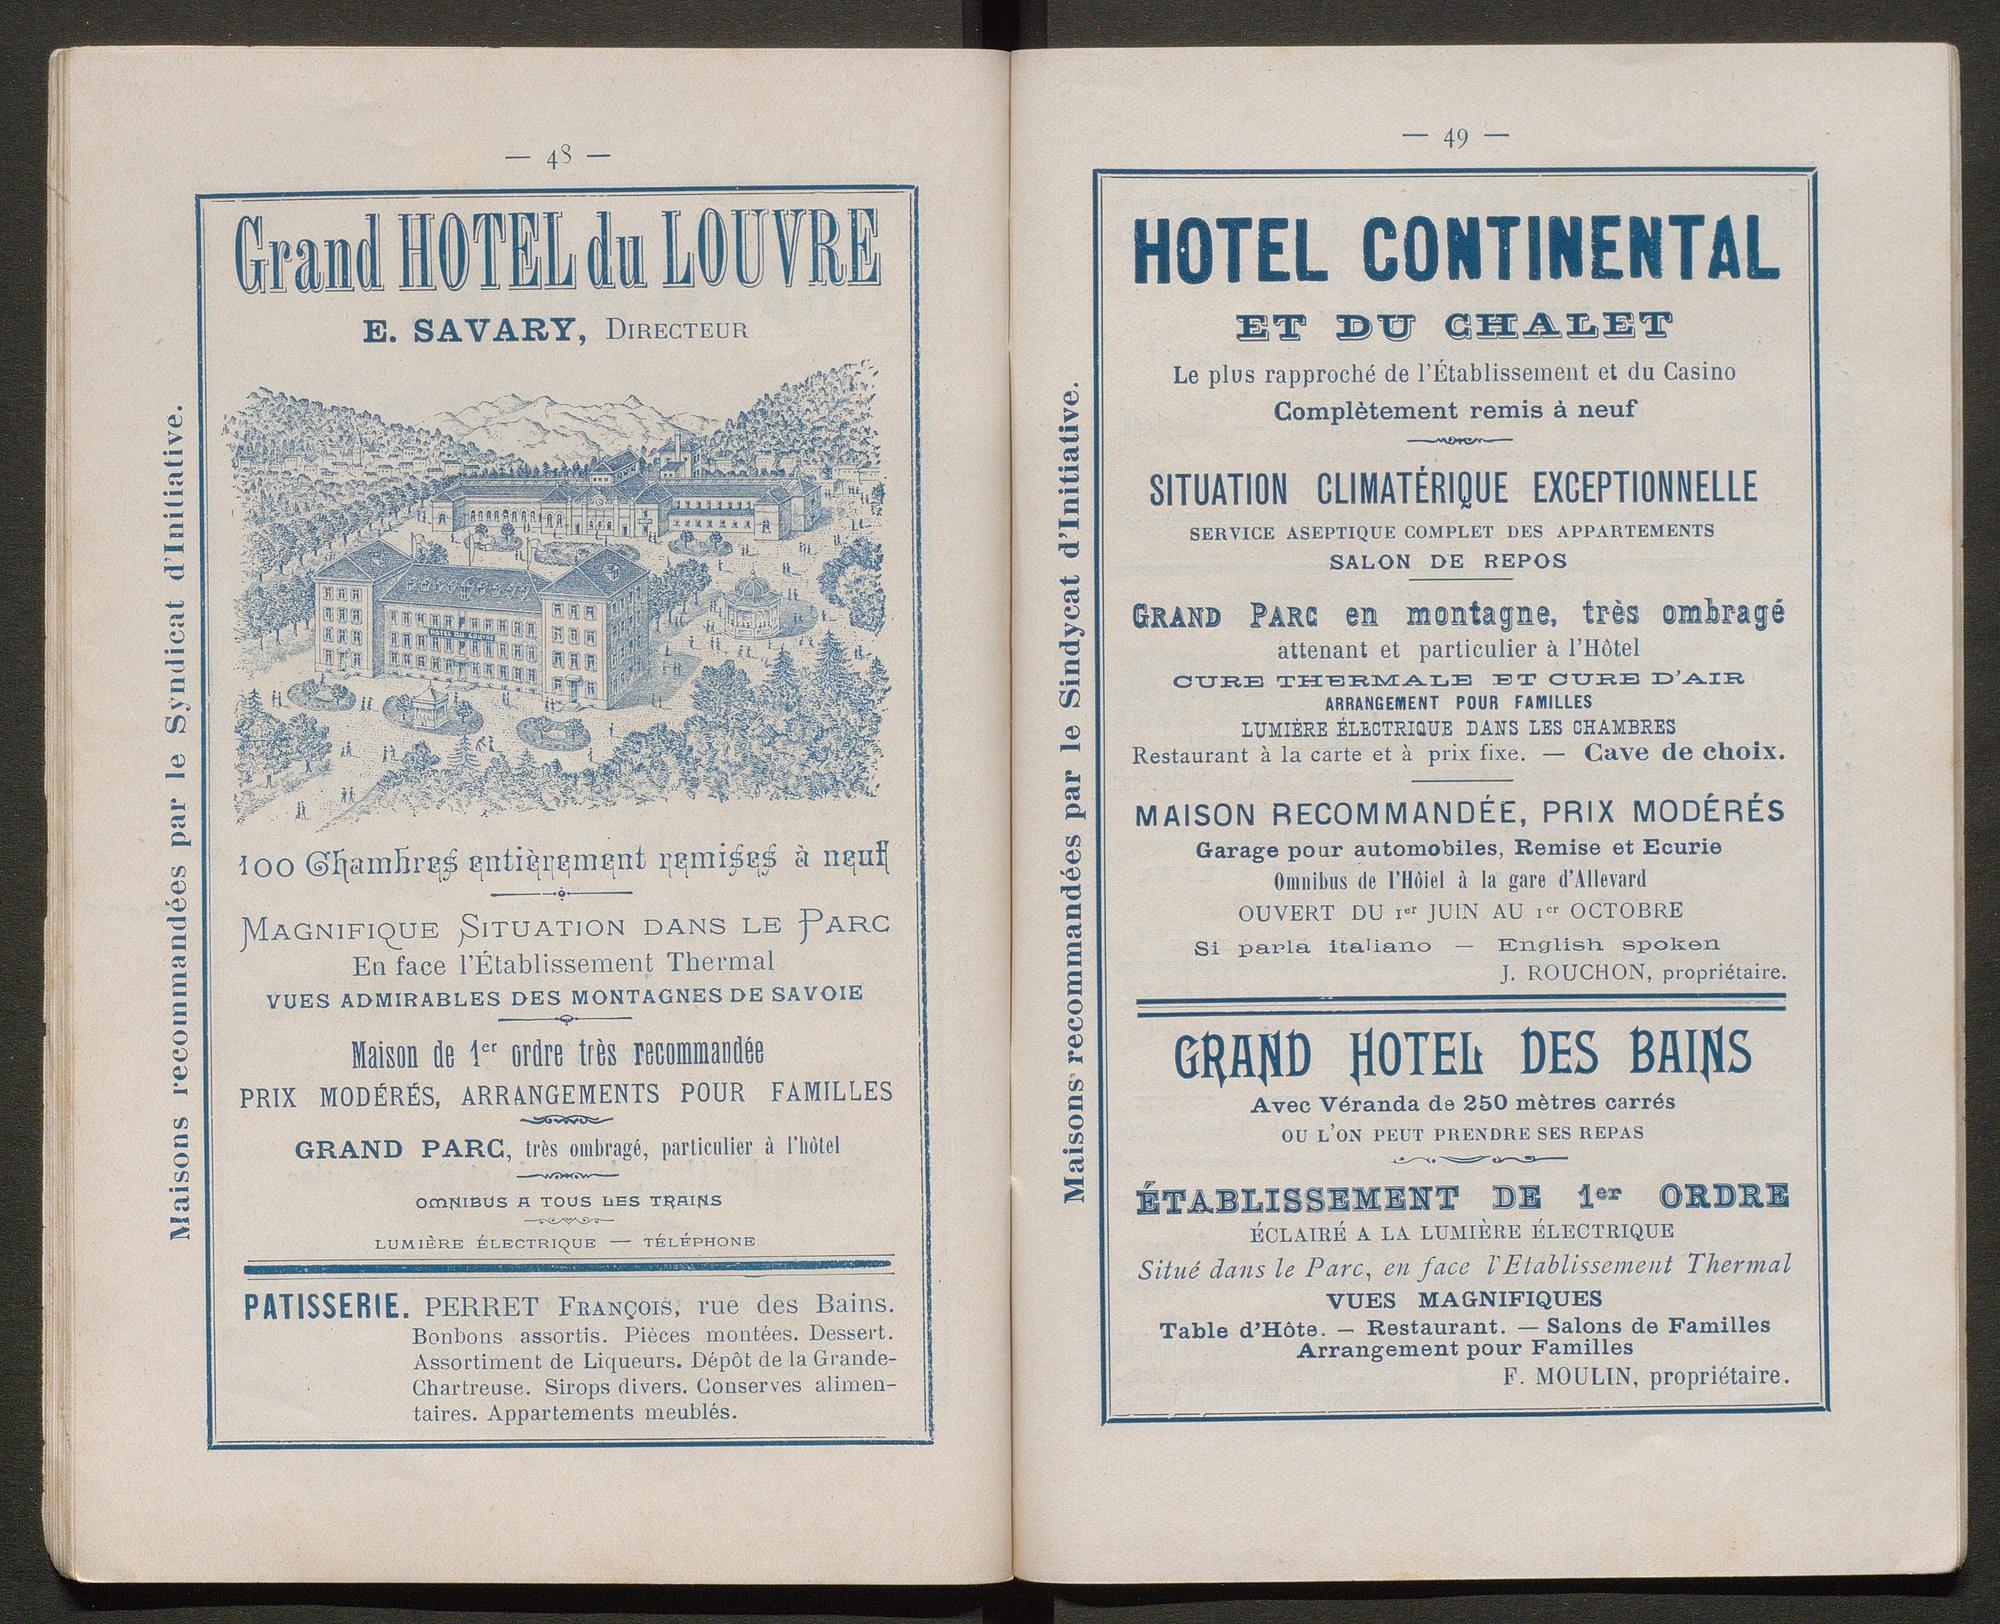 — 48 —
Maisons recommandées par le Syndicat d'Initiative.
Grand HOTEL du LOUVRE
E. SAVARY, DIRECTEUR
HOTEL DU LOUVRE
100 Chambres entièrement remises à neuf
MAGNIFIQUE SITUATION DANS LE PARC
En face l'Établissement Thermal
VUES ADMIRABLES DES MONTAGNES DE SAVOIE
Maison de 1er ordre très recommandée
PRIX MODÉRÉS, ARRANGEMENTS POUR FAMILLES
GRAND PARC, très ombragé, particulier à l'hôtel
OMNIBUS A TOUS LES TRAINS
LUMIÈRE ÉLECTRIQUE — TÉLÉPHONE
PATISSERIE. PERRET FRANÇOIS, rue des Bains.
Bonbons assortis. Pièces montées. Dessert.
Assortiment de Liqueurs. Dépôt de la Grande-
Chartreuse. Sirops divers. Conserves alimen-
taires. Appartements meublés.
— 49 —
Maisons recommandées par le Sindycat d'Initiative.
HOTEL CONTINENTAL
ET DU CHALET
Le plus rapproché de l'Établissement et du Casino
Complètement remis à neuf
SITUATION CLIMATÉRIQUE EXCEPTIONNELLE
SERVICE ASEPTIQUE COMPLET DES APPARTEMENTS
SALON DE REPOS
GRAND PARC en montagne, très ombragé
attenant et particulier à l'Hôtel
CURE THERMALE ET CURE D'AIR
ARRANGEMENT POUR FAMILLES
LUMIÈRE ÉLECTRIQUE DANS LES CHAMBRES
Restaurant à la carte et à prix fixe. — Cave de choix.
MAISON RECOMMANDÉE, PRIX MODÉRÉS
Garage pour automobiles, Remise et Ecurie
Omnibus de l'Hôiel à la gare d'Allevard
OUVERT DU 1er JUIN AU 1er OCTOBRE
Si parla italiano — English spoken
J. ROUCHON, propriétaire.
GRAND HOTEL DES BAINS
Avec Véranda de 250 mètres carrés
OU L'ON PEUT PRENDRE SES REPAS
ÉTABLISSEMENT DE 1er ORDRE
ÉCLAIRÉ A LA LUMIÈRE ÉLECTRIQUE
Situé dans le Parc, en face l'Etablissement Thermal
VUES MAGNIFIQUES
Table d'Hôte. — Restaurant. — Salons de Familles
Arrangement pour Familles
F. MOULIN, propriétaire.